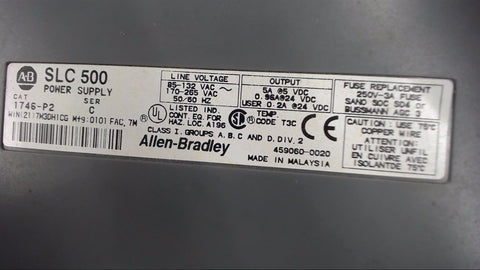 A-B
SLC 500
POWER SUPPLY
CAT SER
1746-P2 C
FAC. 7M
LINE VOLTAGE
85-132 VAC
170-265 VAC
50/60 HZ
OUTPUT
5A @5 VDC
0.96A @24 VDC
USER 0.2A @24 VDC
FUSE REPLACEMENT
250V-3A FUSE
SANO SOC SD4 or
BUSSMANN AGC 3
UL
LISTED IND.
CONT. EQ. FOR
HAZ. LOC. A196
TEMP
CODE T3C
CLASS I, GROUPS A, B, C AND D, DIV. 2
Allen-Bradley
MADE IN MALAYSIA
459060-0020
CAUTION: USE 75°C
COPPER WIRE
ATTENTION:
UTILISER UNFIL
EN CUIVRE AVEC
ISOLANTDE 75°C